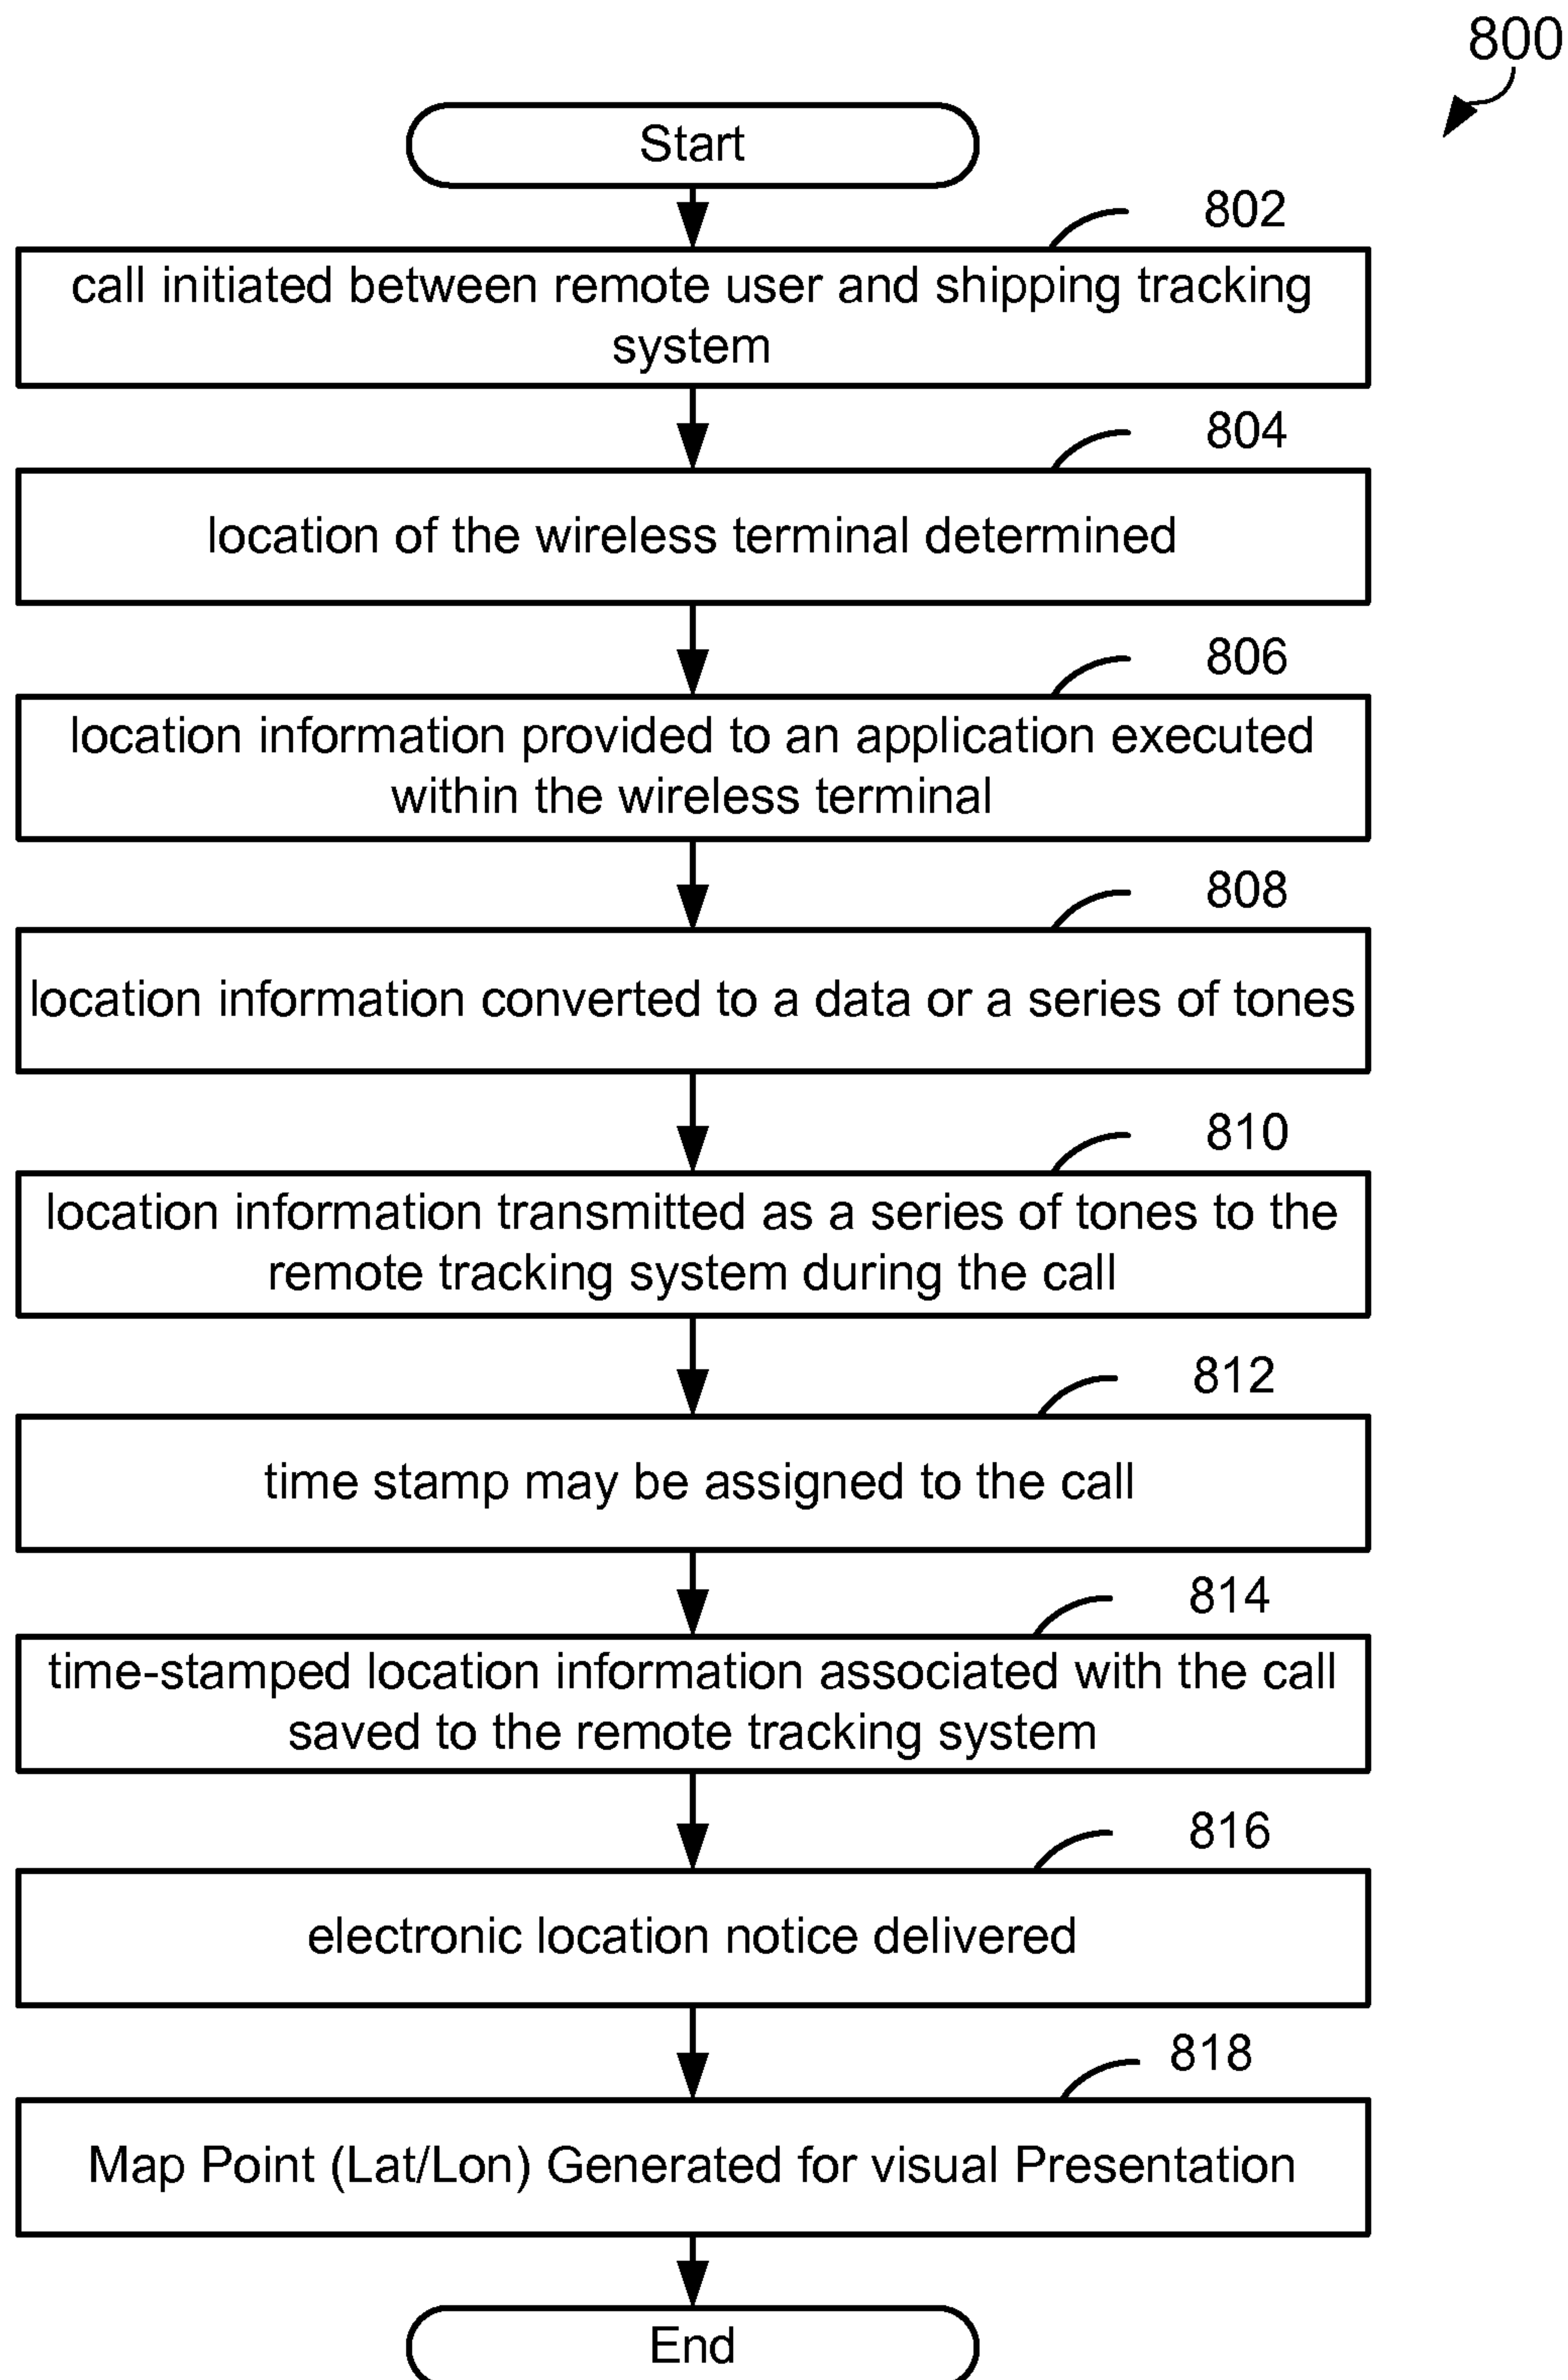 800
Start
802
call initiated between remote user and shipping tracking
system
804
location of the wireless terminal determined
806
location information provided to an application executed
within the wireless terminal
808
location information converted to a data or a series of tones
810
location information transmitted as a series of tones to the
remote tracking system during the call
812
time stamp may be assigned to the call
814
time-stamped location information associated with the call
saved to the remote tracking system
816
electronic location notice delivered
818
Map Point (Lat/Lon) Generated for visual Presentation
End